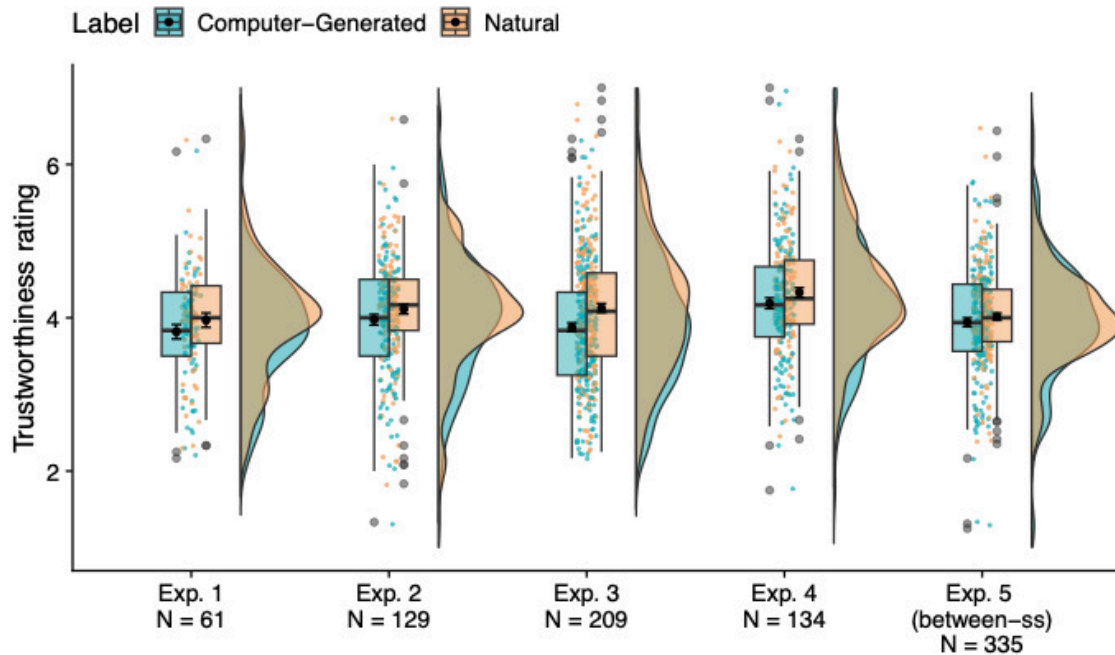 Label Computer-Generated Natural
Trustworthiness rating
6
4
2
Exp. 1
N = 61
Exp. 2
N = 129
Exp. 3
N = 209
Exp. 4
N = 134
Exp. 5
(between-ss)
N = 335